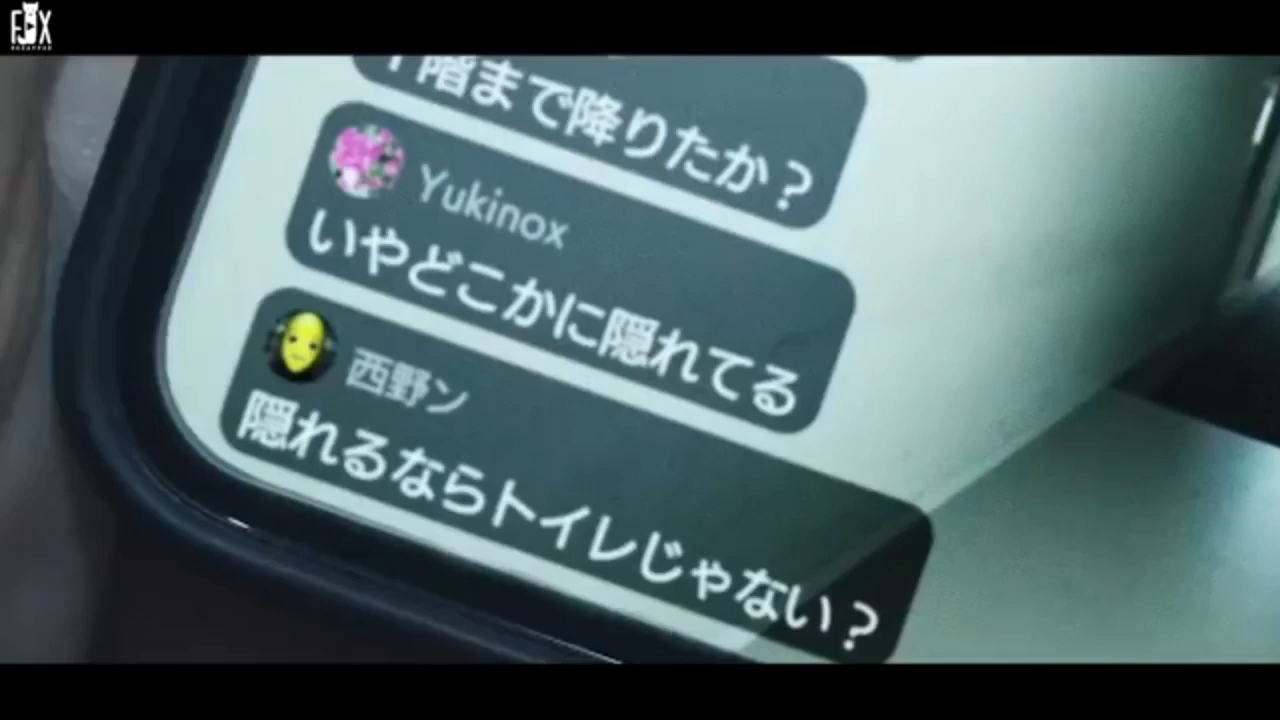 FOX
1階まで降りたか？
Yukinox
いやどこかに隠れてる
西野ン
隠れるならトイレじゃない？